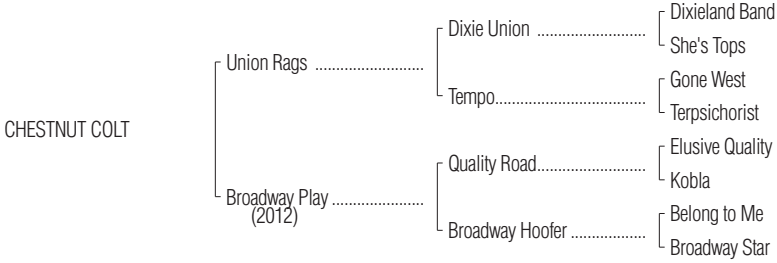 Dixieland Band
Dixie Union ..........................
She's Tops
Union Rags ..........................
Gone West
Tempo....................................
Terpsichorist
CHESTNUT COLT
Elusive Quality
Quality Road..........................
Kobla
Broadway Play ......................
(2012)
Belong to Me
Broadway Hoofer ..................
Broadway Star